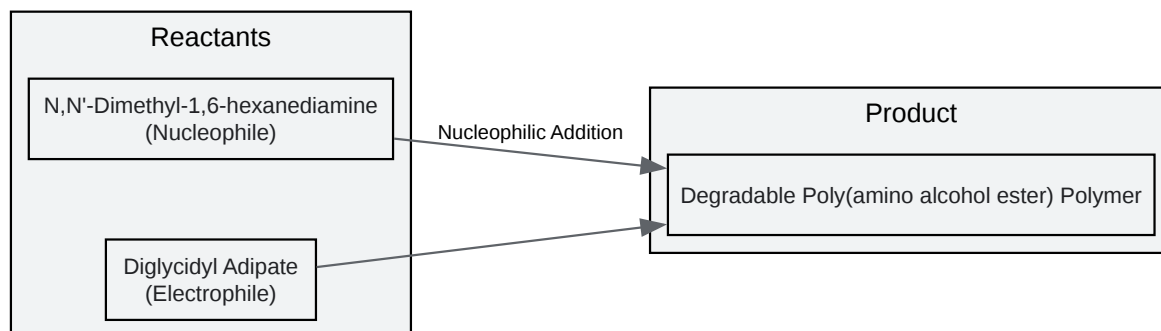 Reactants
N,N'-Dimethyl-1,6-hexanediamine
(Nucleophile)
Diglycidyl Adipate
(Electrophile)
Nucleophilic Addition
Product
Degradable Poly(amino alcohol ester) Polymer